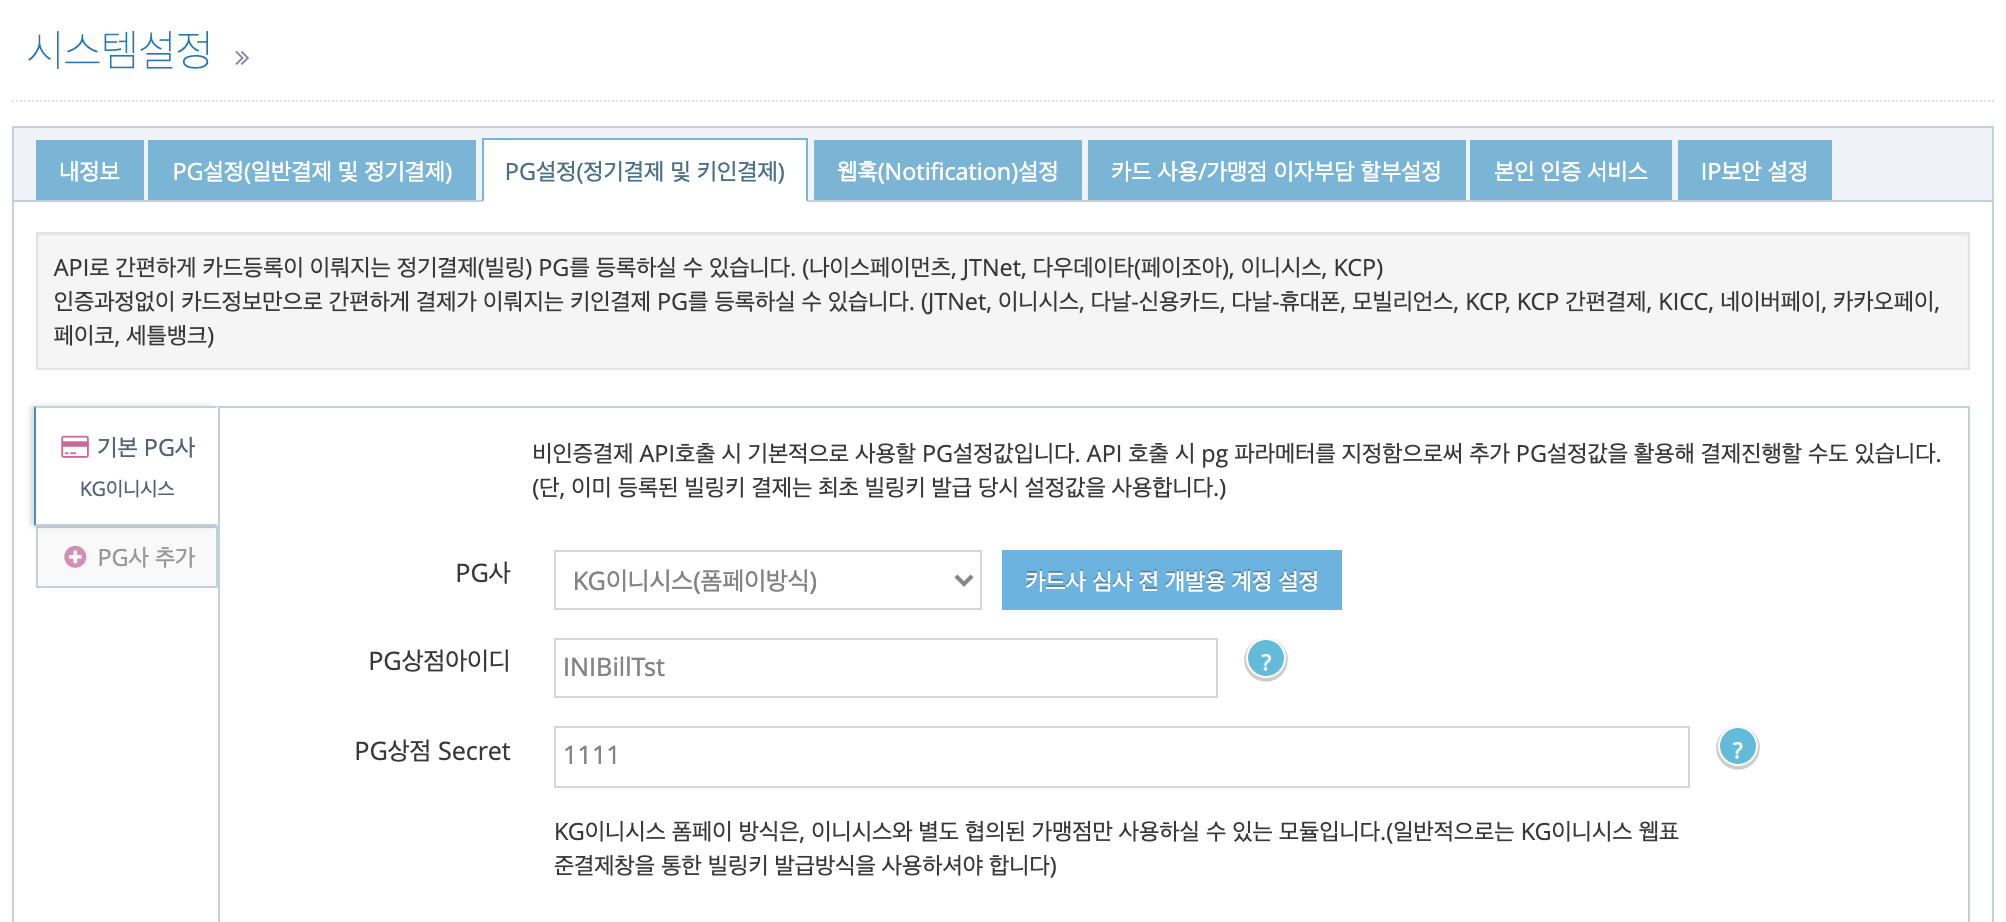 시스템설정 »
내정보
PG설정(일반결제 및 정기결제)
PG설정(정기결제 및 키인결제)
웹훅(Notification)설정
카드 사용/가맹점 이자부담 할부설정
본인 인증 서비스
IP보안 설정
API로 간편하게 카드등록이 이뤄지는 정기결제(빌링) PG를 등록하실 수 있습니다. (나이스페이먼츠, JTNet, 다우데이타(페이조아), 이니시스, KCP)
인증과정없이 카드정보만으로 간편하게 결제가 이뤄지는 키인결제 PG를 등록하실 수 있습니다. (JTNet, 이니시스, 다날-신용카드, 다날-휴대폰, 모빌리언스, KCP, KCP 간편결제, KICC, 네이버페이, 카카오페이,
페이코, 세틀뱅크)
기본 PG사
KG이니시스
PG사 추가
비인증결제 API호출 시 기본적으로 사용할 PG설정값입니다. API 호출 시 pg 파라메터를 지정함으로써 추가 PG설정값을 활용해 결제진행할 수도 있습니다.
(단, 이미 등록된 빌링키 결제는 최초 빌링키 발급 당시 설정값을 사용합니다.)
PG사
KG이니시스(폼페이방식)
카드사 심사 전 개발용 계정 설정
PG상점아이디
INIBillTst
?
PG상점 Secret
1111
?
KG이니시스 폼페이 방식은, 이니시스와 별도 협의된 가맹점만 사용하실 수 있는 모듈입니다.(일반적으로는 KG이니시스 웹표
준결제창을 통한 빌링키 발급방식을 사용하셔야 합니다)